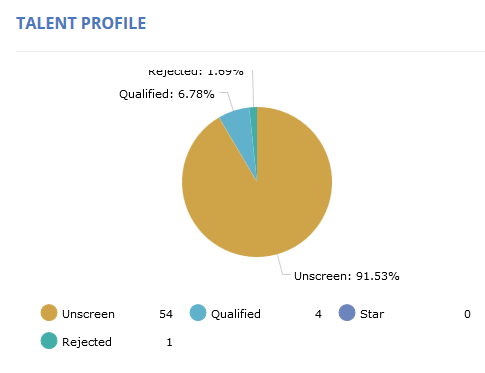 TALENT PROFILE
Rejected: 1.69%
Qualified: 6.78%
Unscreen: 91.53%
Unscreen 54 Qualified 4 Star 0
Rejected 1